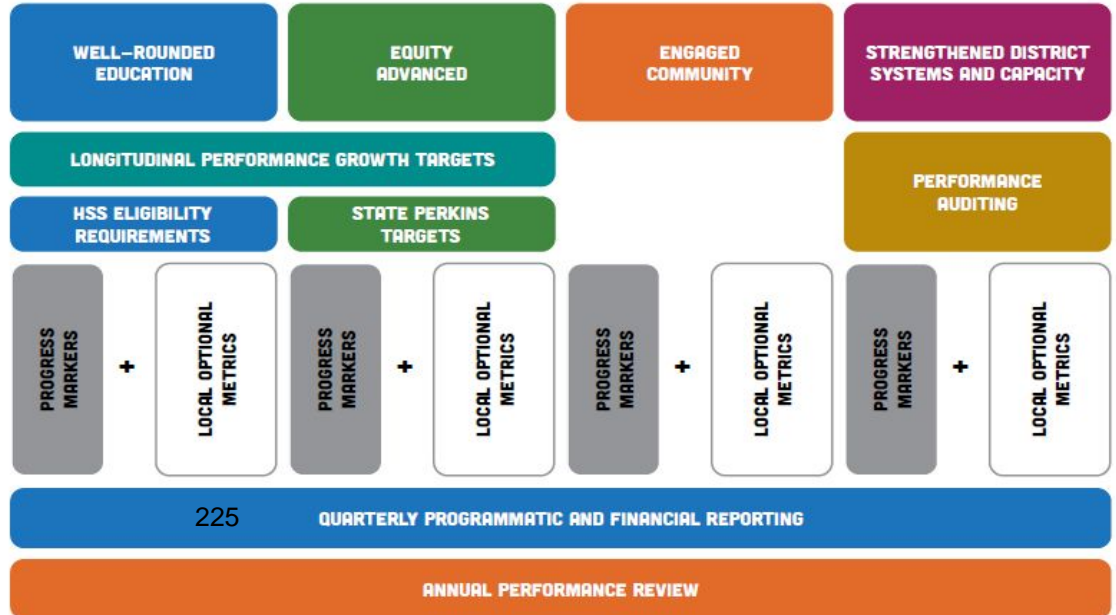 WELL–ROUNDED
EDUCATION
EQUITY
ADVANCED
ENGAGED
COMMUNITY
STRENGTHENED DISTRICT
SYSTEMS AND CAPACITY
LONGITUDINAL PERFORMANCE GROWTH TARGETS
PERFORMANCE
AUDITING
HSS ELIGIBILITY
REQUIREMENTS
STATE PERKINS
TARGETS
PROGRESS
MARKERS
+
LOCAL OPTIONAL
METRICS
PROGRESS
MARKERS
+
LOCAL OPTIONAL
METRICS
PROGRESS
MARKERS
+
LOCAL OPTIONAL
METRICS
PROGRESS
MARKERS
+
LOCAL OPTIONAL
METRICS
225 QUARTERLY PROGRAMMATIC AND FINANCIAL REPORTING
ANNUAL PERFORMANCE REVIEW